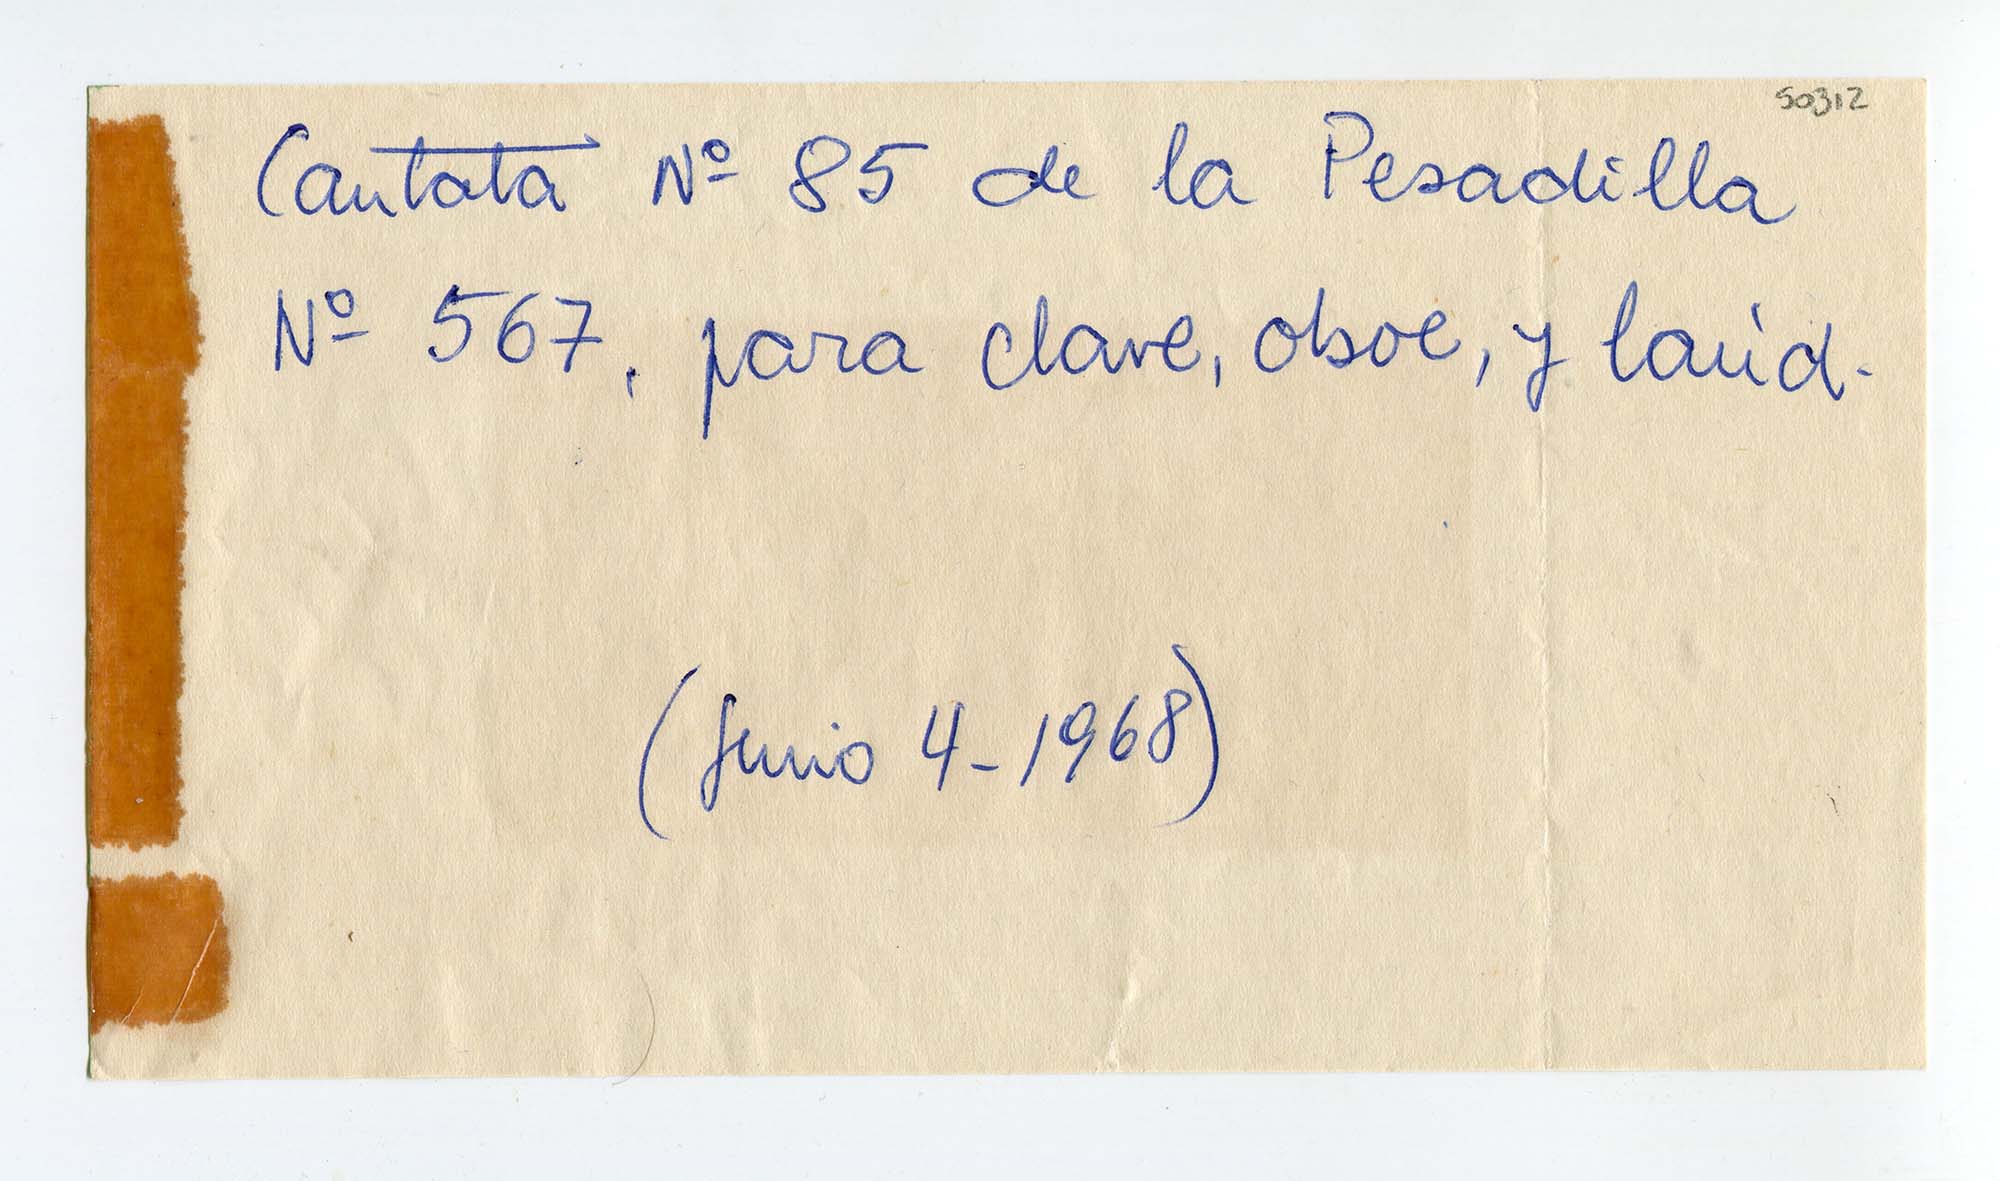 50312
Cantata Nº 85 de la Pesadilla
Nº 567, para clave, oboe, y laúd.
(Junio 4-1968)